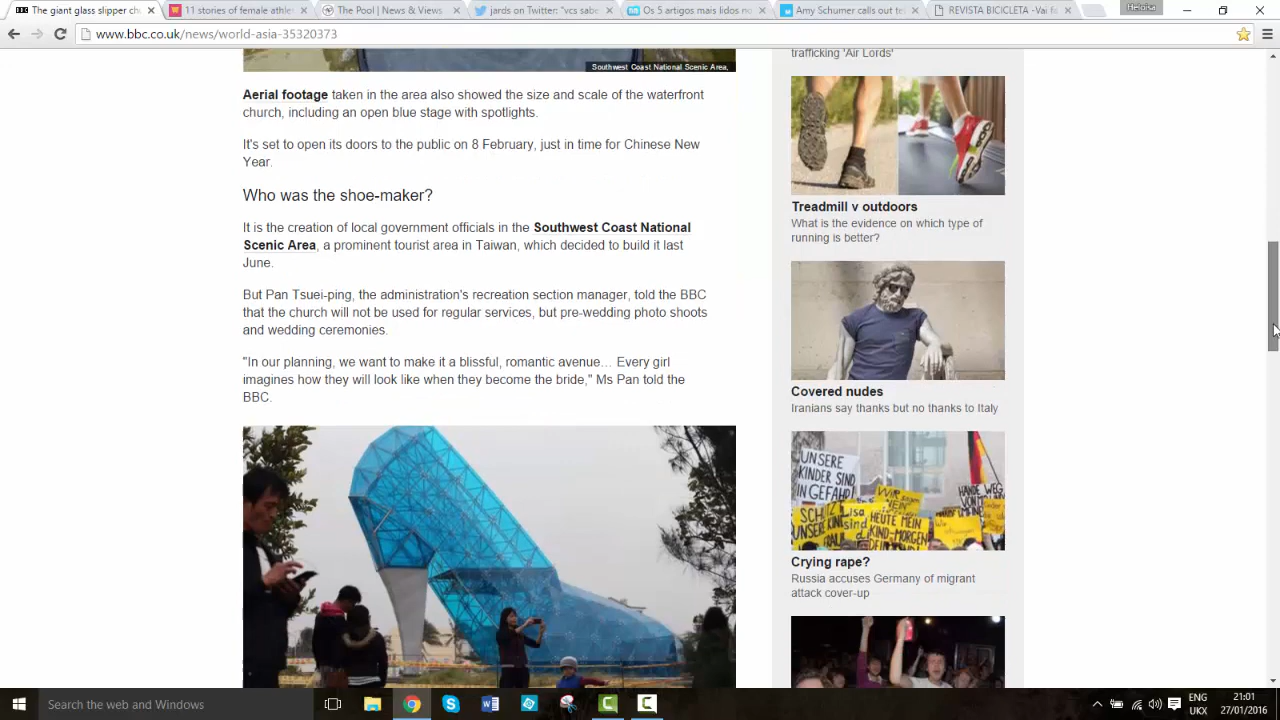 The giant glass slipper chu
11 stories of female athlet
The Pool | News & Views
jards on Twitter: "vcs sabe
Os 5 artigos mais lidos no
Amy Schumer calls out te
REVISTA BICICLETA -Vai f
Heloisa
www.bbc.co.uk/news/world-asia-35320373
Southwest Coast National Scenic Area,
Aerial footage taken in the area also showed the size and scale of the waterfront
church, including an open blue stage with spotlights.
It's set to open its doors to the public on 8 February, just in time for Chinese New
Year.
Who was the shoe-maker?
It is the creation of local government officials in the Southwest Coast National
Scenic Area, a prominent tourist area in Taiwan, which decided to build it last
June.
But Pan Tsuei-ping, the administration's recreation section manager, told the BBC
that the church will not be used for regular services, but pre-wedding photo shoots
and wedding ceremonies.
"In our planning, we want to make it a blissful, romantic avenue... Every girl
imagines how they will look like when they become the bride," Ms Pan told the
BBC.
trafficking 'Air Lords'
Treadmill v outdoors
What is the evidence on which type of
running is better?
Covered nudes
Iranians say thanks but no thanks to Italy
UNSERE
KINDER SIND
IN GEFAHR!
WIR
Lisa
sind
HEUTE MEIN
KIND-MORGEN
HÄNDE WEG
Crying rape?
Russia accuses Germany of migrant
attack cover-up
Search the web and Windows
ENG
UKX
21:01
27/01/2016